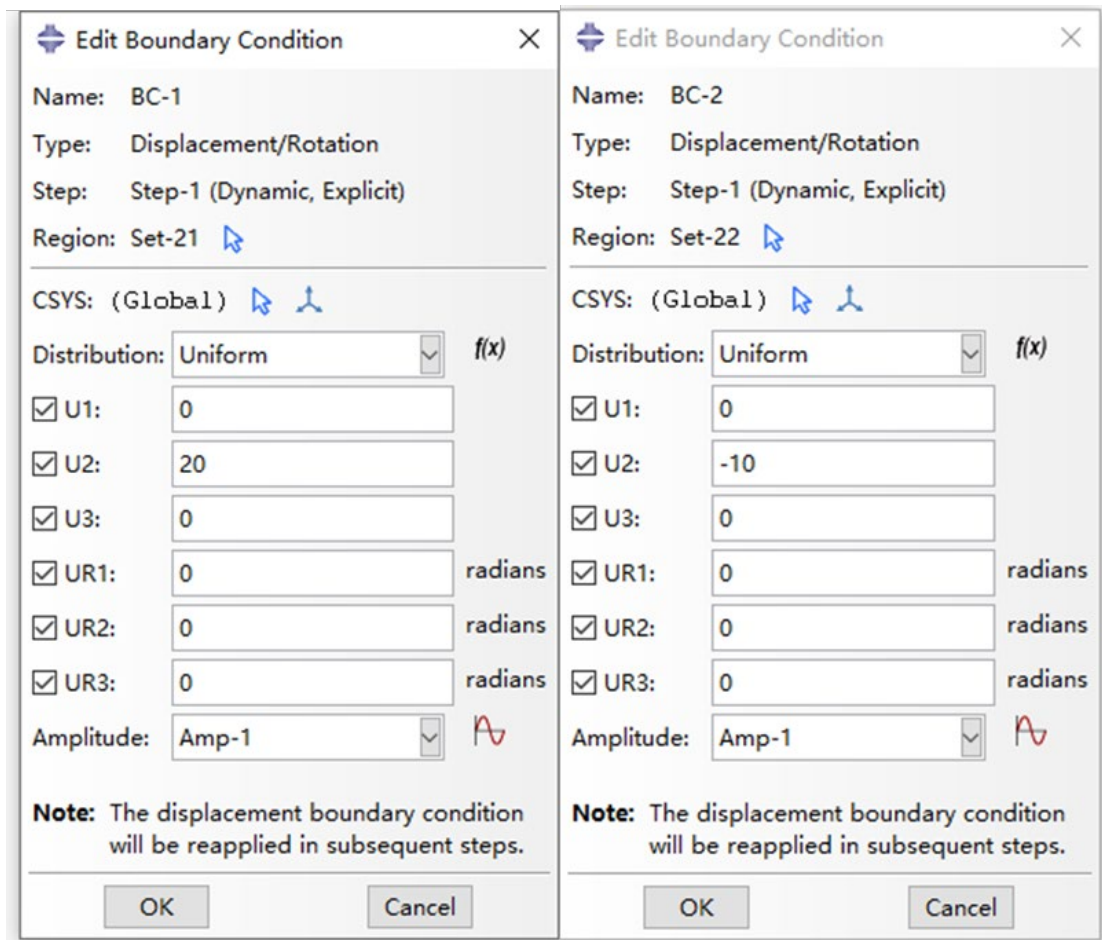 Edit Boundary Condition
Name: BC-1
Type: Displacement/Rotation
Step: Step-1 (Dynamic, Explicit)
Region: Set-21
CSYS: (Global)
Distribution: Uniform f(x)
U1: 0
U2: 20
U3: 0
UR1: 0 radians
UR2: 0 radians
UR3: 0 radians
Amplitude: Amp-1
Note: The displacement boundary condition
will be reapplied in subsequent steps.
OK Cancel
Edit Boundary Condition
Name: BC-2
Type: Displacement/Rotation
Step: Step-1 (Dynamic, Explicit)
Region: Set-22
CSYS: (Global)
Distribution: Uniform f(x)
U1: 0
U2: -10
U3: 0
UR1: 0 radians
UR2: 0 radians
UR3: 0 radians
Amplitude: Amp-1
Note: The displacement boundary condition
will be reapplied in subsequent steps.
OK Cancel